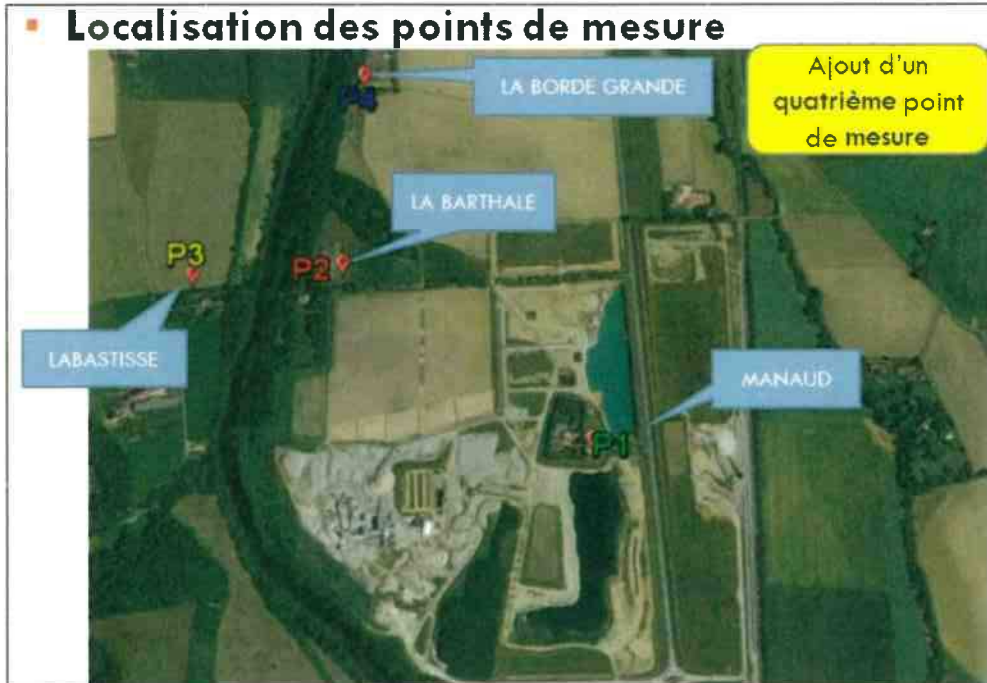 Localisation des points de mesure
LA BORDE GRANDE
Ajout d'un
quatrième point
de mesure
P4
LA BARTHALE
P3
P2
LABASTISSE
MANAUD
P1